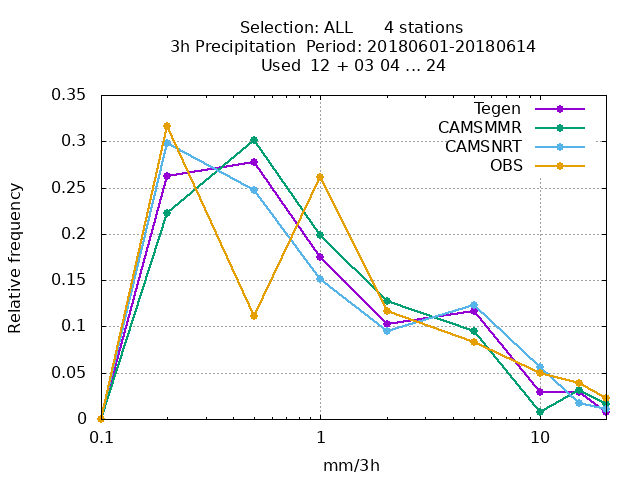 Selection: ALL      4 stations
3h Precipitation  Period: 20180601-20180614
Used  12 + 03 04 ... 24
0.35
0.3
0.25
0.2
0.15
0.1
0.05
0
Relative frequency
Tegen
CAMSMMR
CAMSNRT
OBS
0.1
1
10
mm/3h